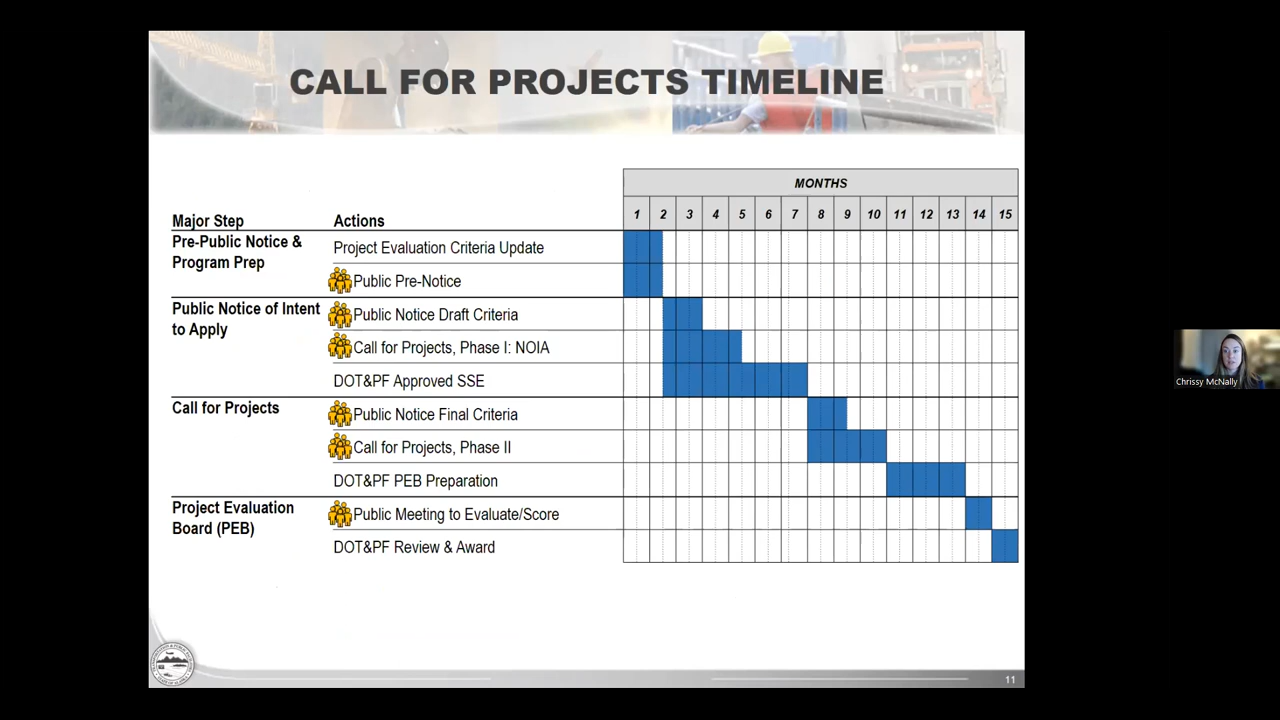 CALL FOR PROJECTS TIMELINE
MONTHS
Major Step Actions 1 2 3 4 5 6 7 8 9 10 11 12 13 14 15
Pre-Public Notice &
Program Prep
Project Evaluation Criteria Update
Public Pre-Notice
Public Notice of Intent
to Apply
Public Notice Draft Criteria
Call for Projects, Phase I: NOIA
DOT&PF Approved SSE
Call for Projects
Public Notice Final Criteria
Call for Projects, Phase II
DOT&PF PEB Preparation
Project Evaluation
Board (PEB)
Public Meeting to Evaluate/Score
DOT&PF Review & Award
Chrissy McNally
11